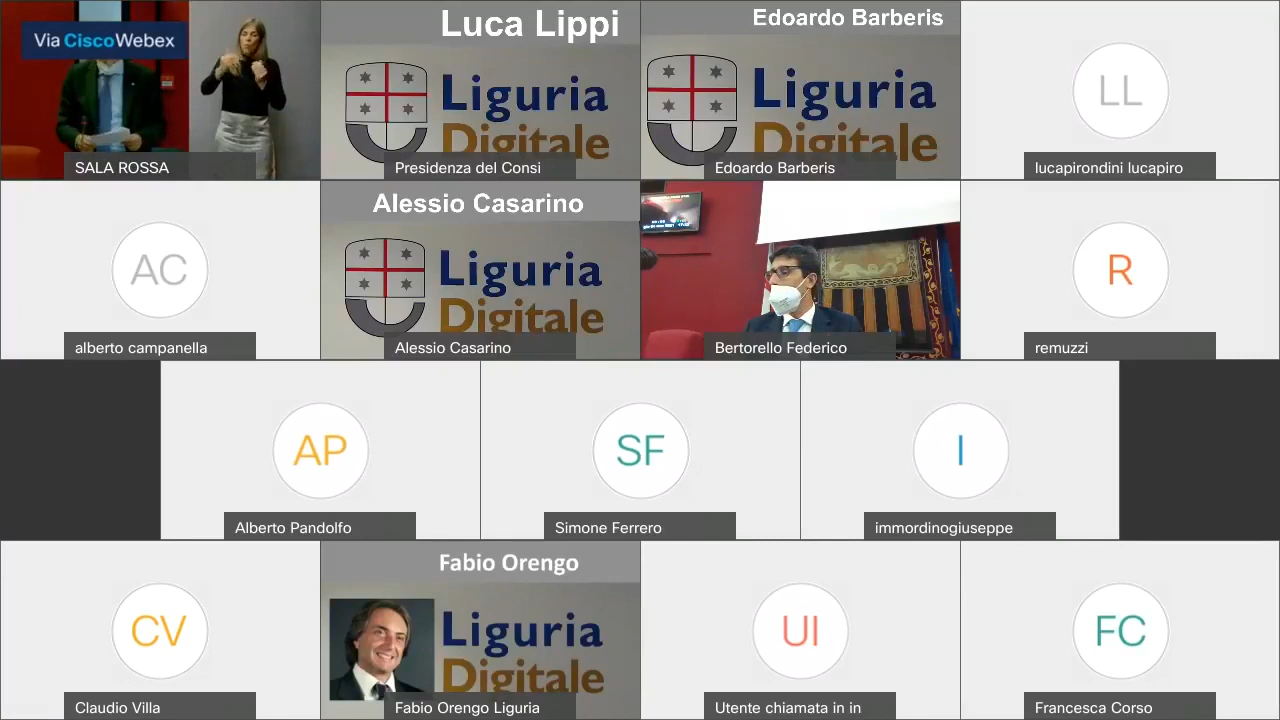 Via Cisco Webex
SALA ROSSA
Luca Lippi
Liguria
Digitale
Presidenza del Consi
Edoardo Barberis
Liguria
Digitale
Edoardo Barberis
LL
lucapirondini lucapiro
AC
alberto campanella
Alessio Casarino
Liguria
Digitale
Alessio Casarino
Bertorello Federico
R
remuzzi
AP
Alberto Pandolfo
SF
Simone Ferrero
I
immordinogiuseppe
CV
Claudio Villa
Fabio Orengo
Liguria
Digitale
Fabio Orengo Liguria
UI
Utente chiamata in in
FC
Francesca Corso